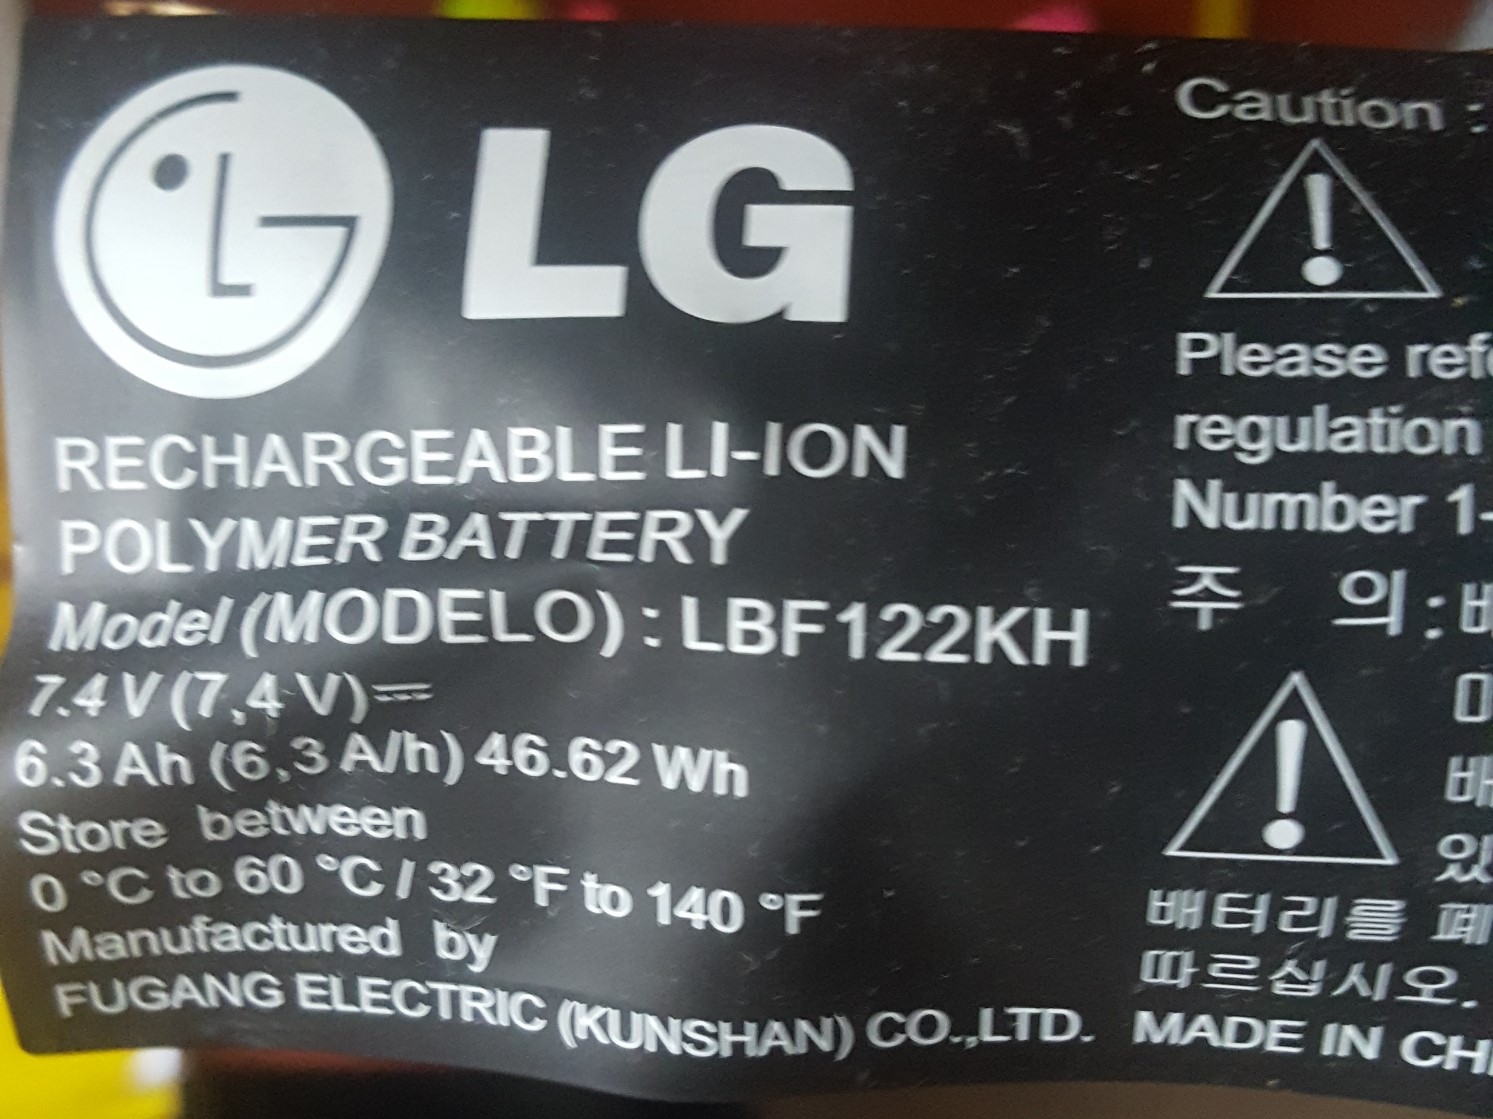 LG
RECHARGEABLE LI-ION
POLYMER BATTERY
Model (MODELO) : LBF122KH
7.4 V (7,4 V)⎓
6.3 Ah (6,3 A/h) 46.62 Wh
Store between
0 °C to 60 °C / 32 °F to 140 °F
Manufactured by
FUGANG ELECTRIC (KUNSHAN) CO.,LTD.
Caution :
Please
regulation
Number 1-
주 의 :
있
배터리를
따르십시오.
MADE IN